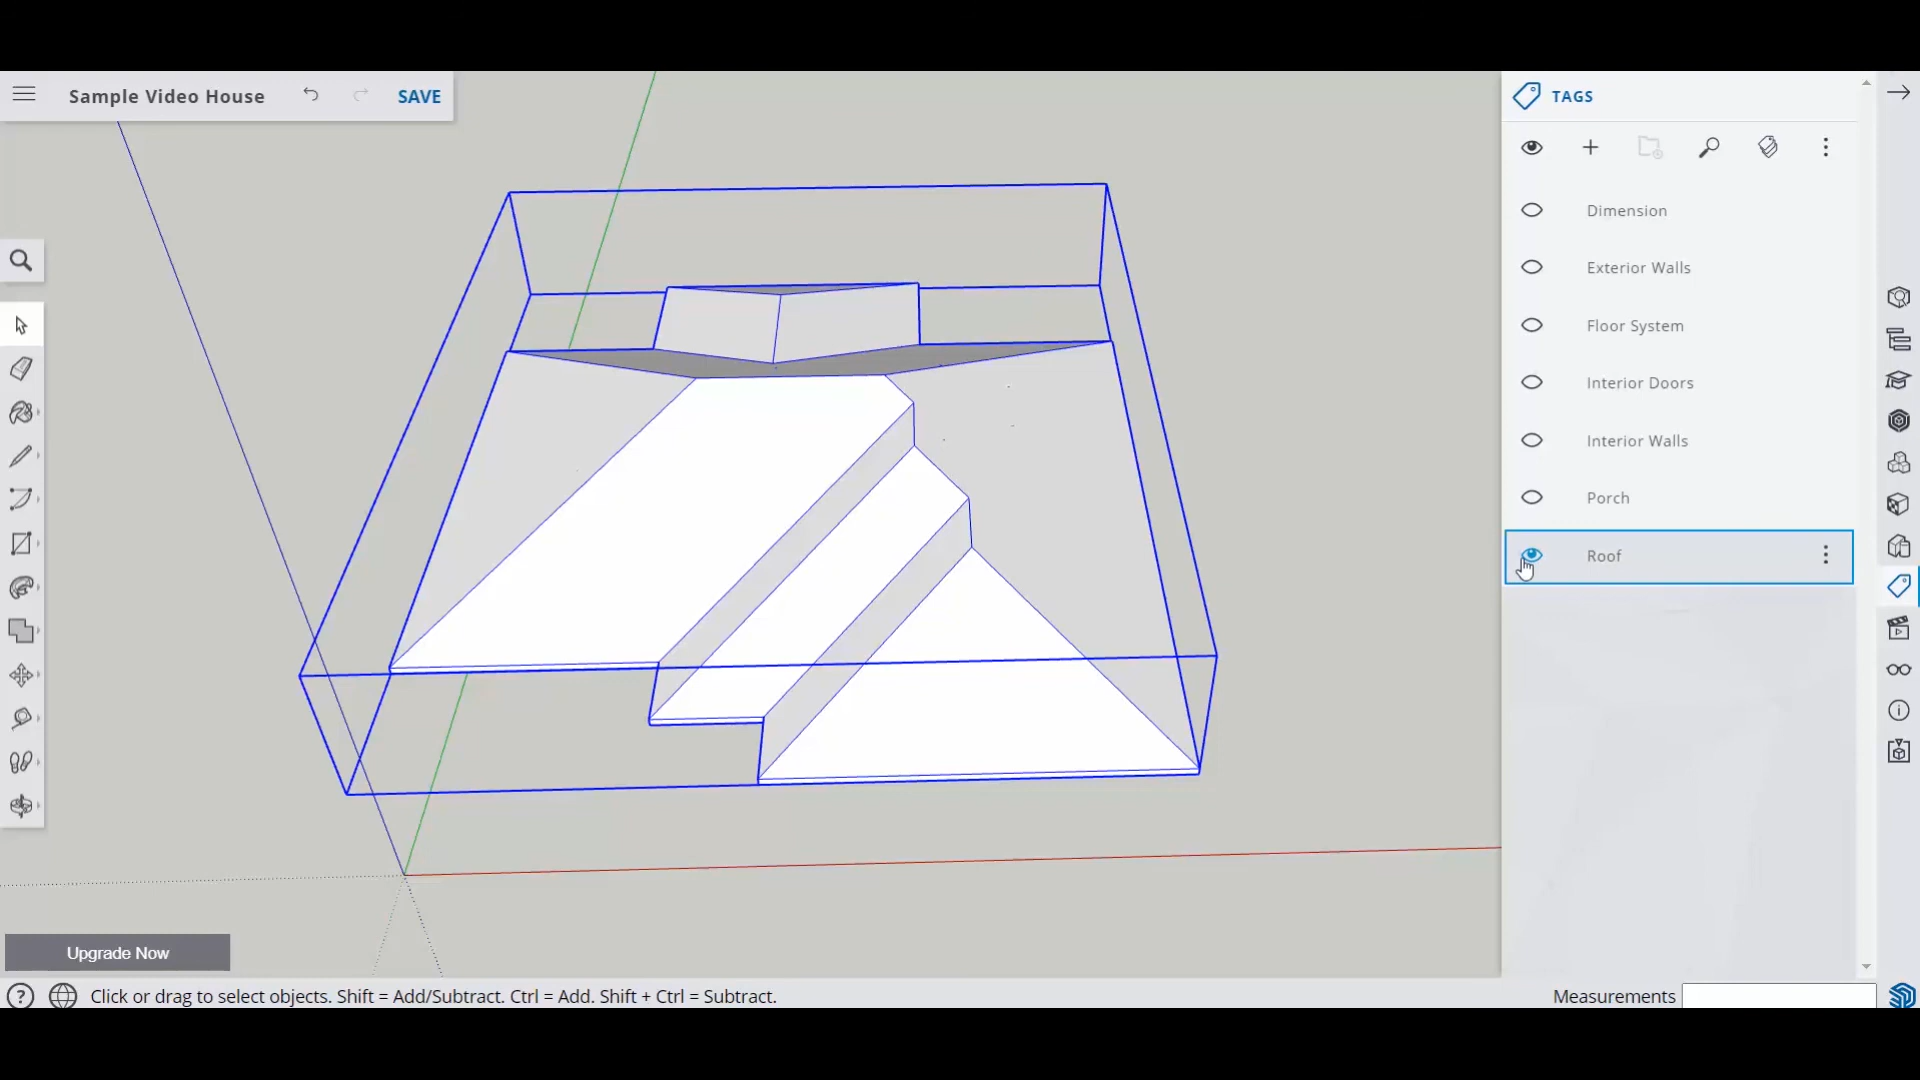 Sample Video House
SAVE
TAGS
Dimension
Exterior Walls
Floor System
Interior Doors
Interior Walls
Porch
Roof
Upgrade Now
Click or drag to select objects. Shift = Add/Subtract. Ctrl = Add. Shift + Ctrl = Subtract.
Measurements